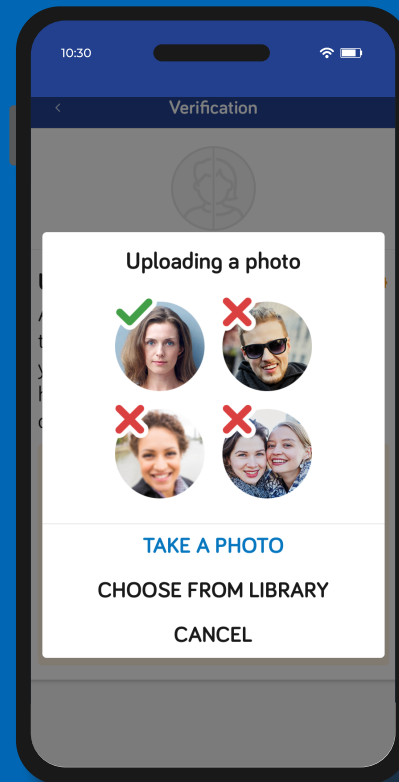 10:30
Verification
Uploading a photo
TAKE A PHOTO
CHOOSE FROM LIBRARY
CANCEL